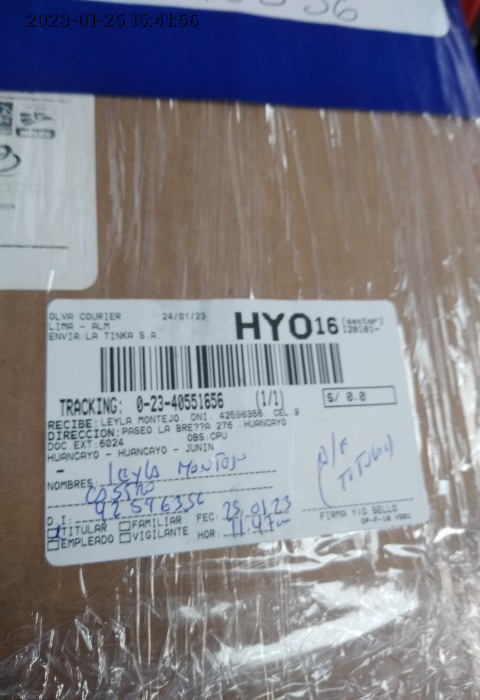 2023-01-25 15:41:56
OLVA COURIER 24/01/23 HYO16 (sector)
LIMA - ALM 120101-
ENVIA:LA TINKA S.A.
TRACKING: 0-23-40551656 (1/1) S/ 0.0
RECIBE: LEYLA MONTEJO. DNI. 42596356 CEL.9
DIRECCION: PASEO LA BRE??A 276 HUANCAYO
DOC EXT:6024 OBS:CPU
HUANCAYO - HUANCAYO - JUNIN
NOMBRES: Leyla Montejo
Castro
D.I: 42596356 FEC: 25.01.23
TITULAR FAMILIAR HOR: 11:47
EMPLEADO VIGILANTE
(Titular)
FIRMA Y/O SELLO